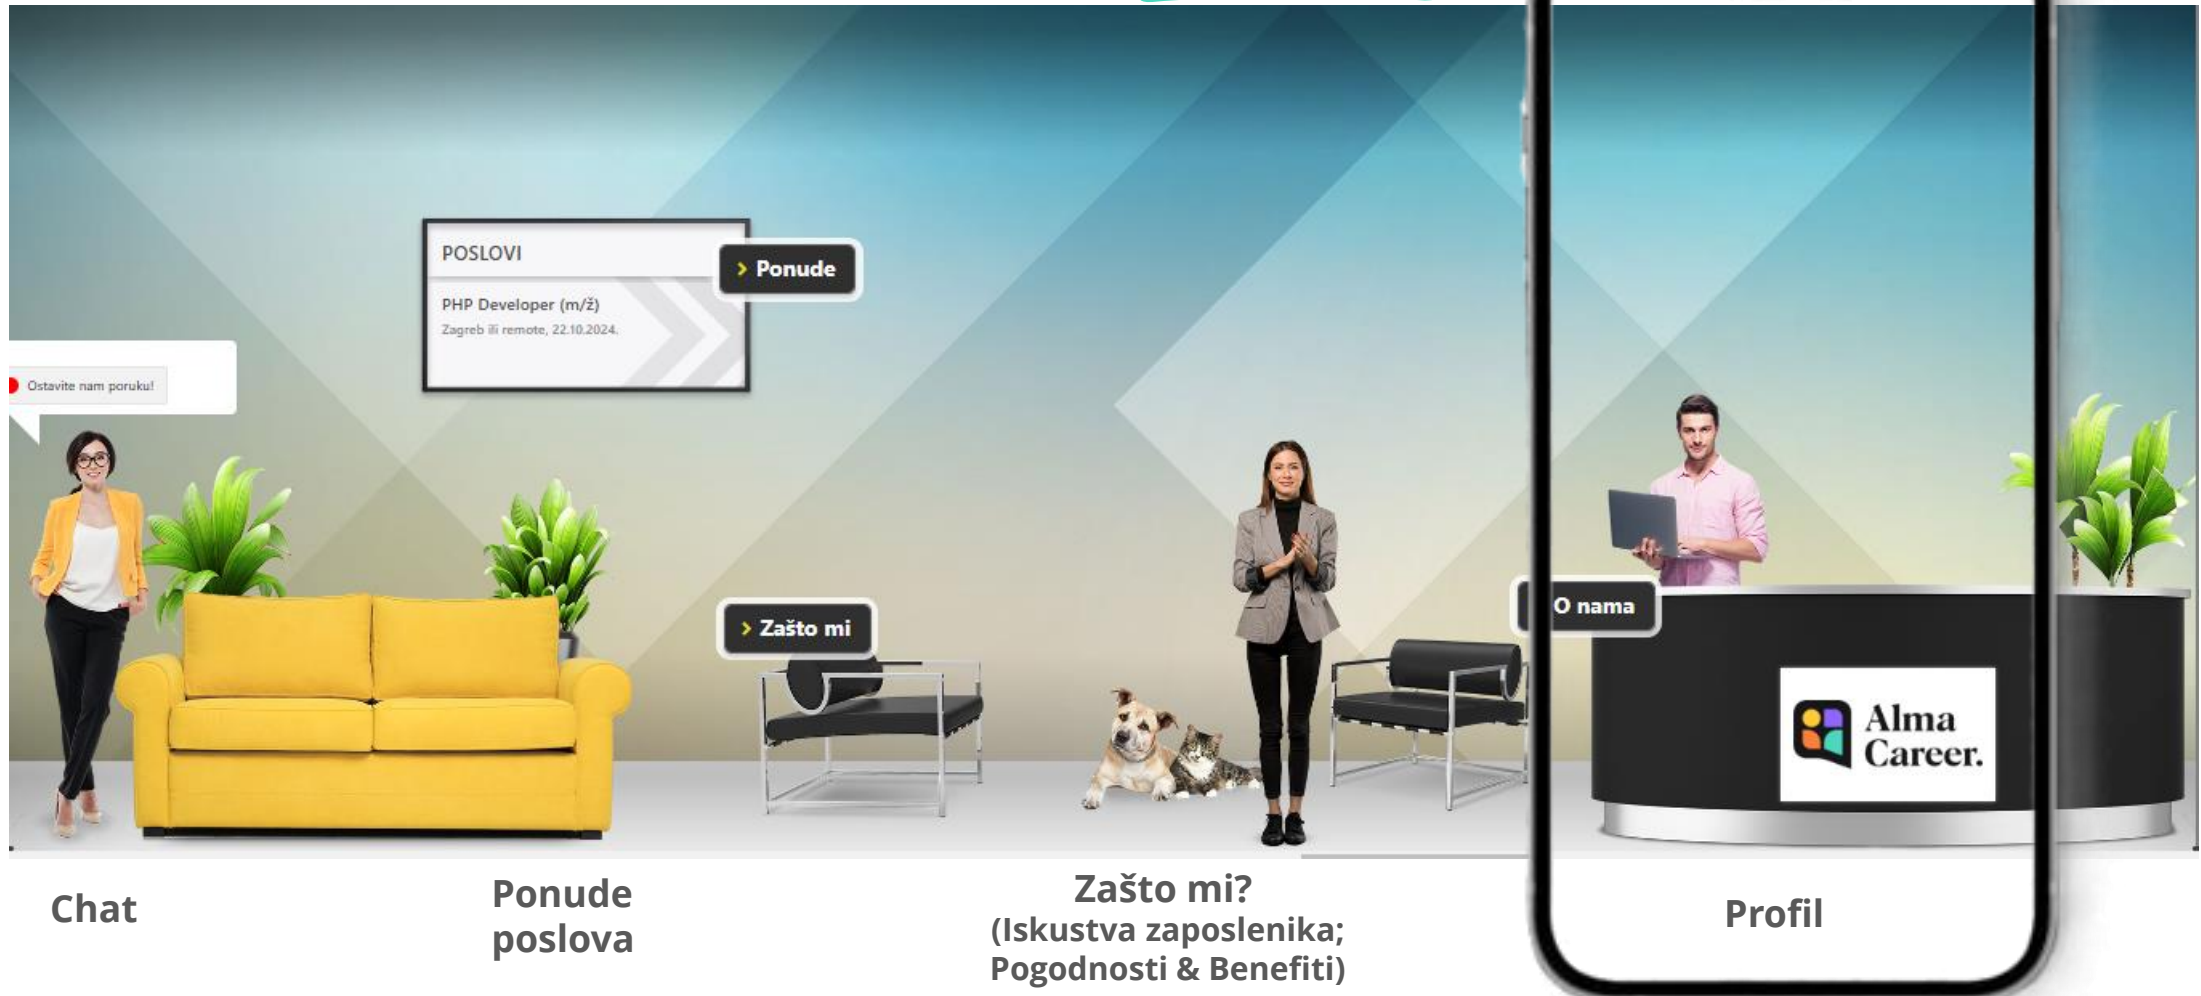 POSLOVI
Ponude
PHP Developer (m/ž)
Zagreb ili remote, 22.10.2024.
Ostavite nam poruku!
Zašto mi
O nama
Alma
Career.
Chat
Ponude
poslova
Zašto mi?
(Iskustva zaposlenika;
Pogodnosti & Benefiti)
Profil